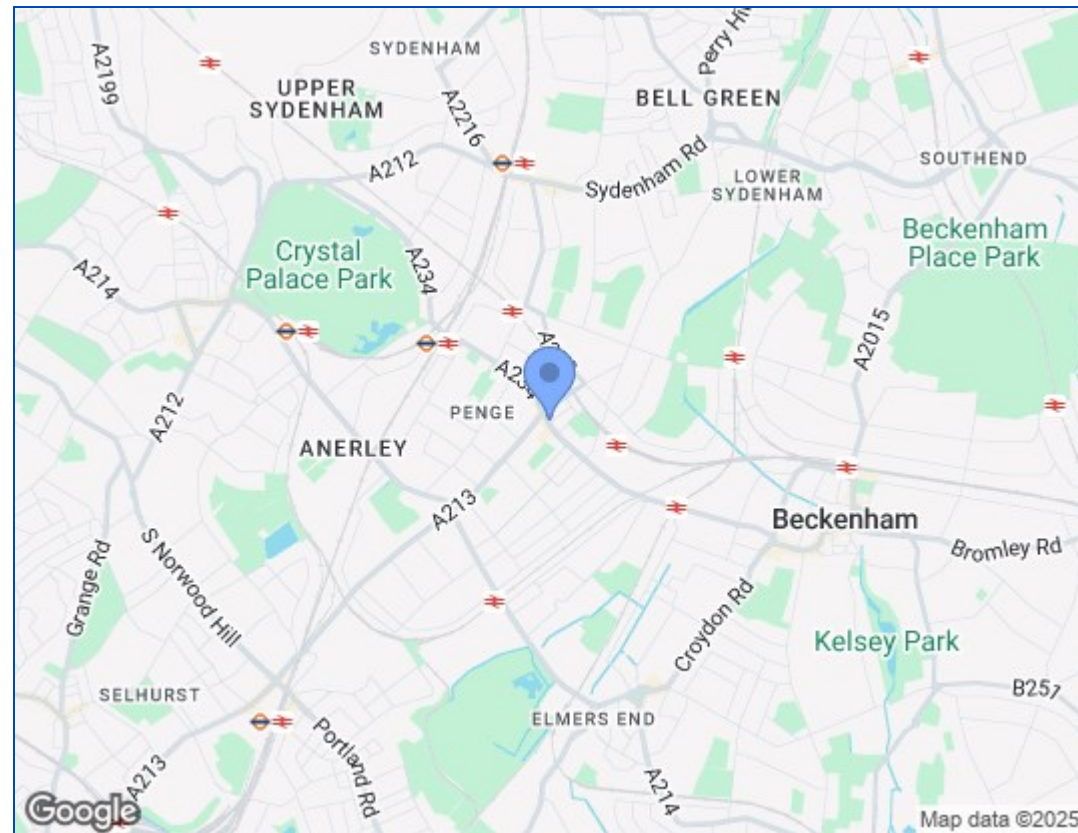 SYDENHAM
Perry Hi
A2199
UPPER
SYDENHAM
A2216
BELL GREEN
A212
Sydenham Rd
SOUTHEND
LOWER
SYDENHAM
Crystal
Palace Park
A234
Beckenham
Place Park
A214
A2015
A234
A212
PENGE
ANERLEY
A213
Beckenham
Bromley Rd
Grange Rd
S Norwood Hill
Croydon Rd
Kelsey Park
SELHURST
B251
ELMERS END
Portland Rd
A213
A214
Google
Map data ©2025